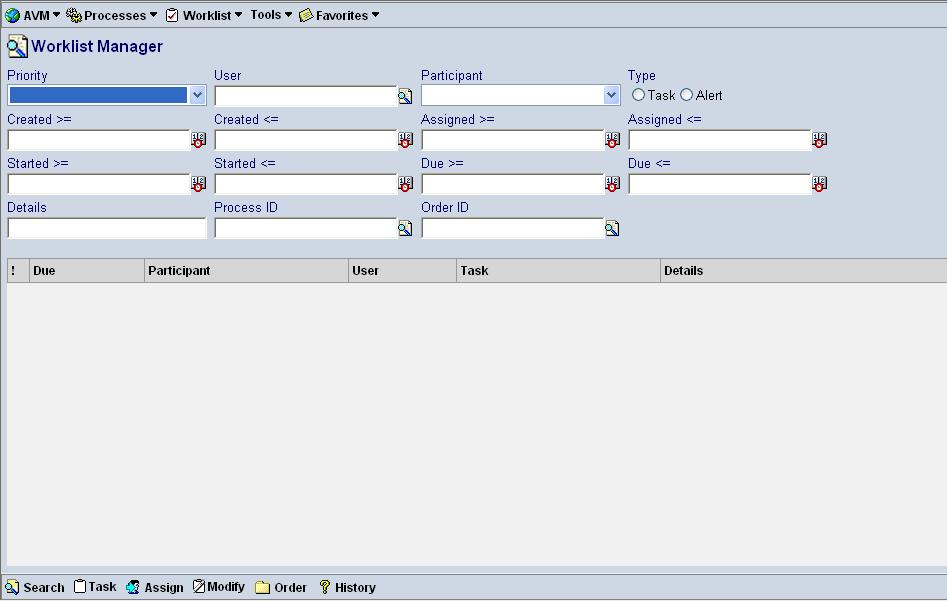 AVM Processes Worklist Tools Favorites
Worklist Manager
Priority User Participant Type
Task Alert
Created >= Created <= Assigned >= Assigned <=
Started >= Started <= Due >= Due <=
Details Process ID Order ID
! Due Participant User Task Details
Search Task Assign Modify Order History